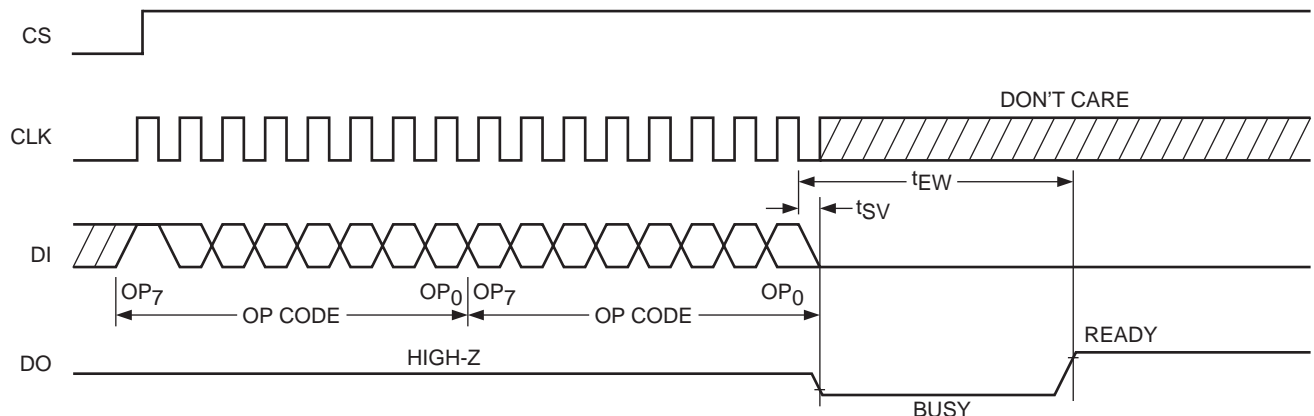 CS
DON'T CARE
CLK
tEW
tSV
DI
OP7 OP0 OP7 OP0
OP CODE OP CODE
HIGH-Z READY
DO
BUSY